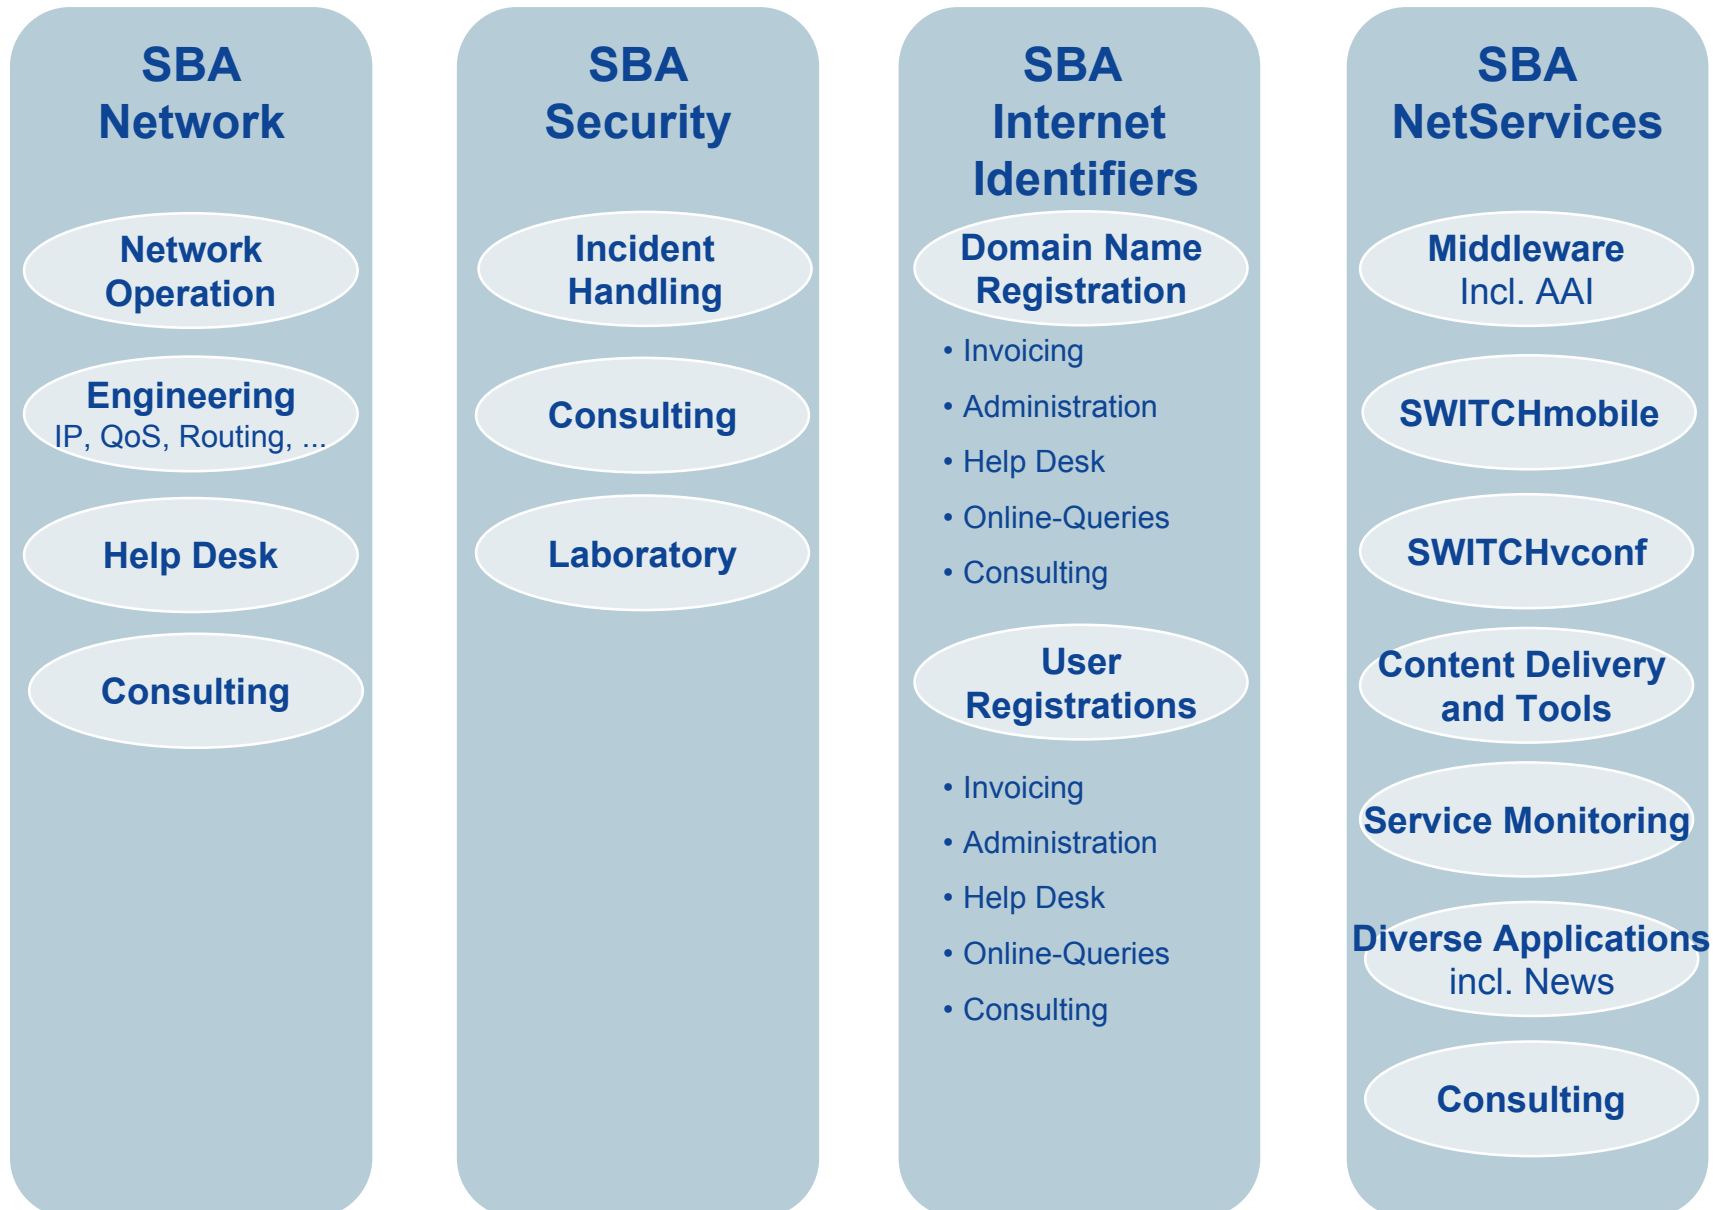 SBA
Network
Network
Operation
Engineering
IP, QoS, Routing, ...
Help Desk
Consulting
SBA
Security
Incident
Handling
Consulting
Laboratory
SBA
Internet
Identifiers
Domain Name
Registration
• Invoicing
• Administration
• Help Desk
• Online-Queries
• Consulting
User
Registrations
• Invoicing
• Administration
• Help Desk
• Online-Queries
• Consulting
SBA
NetServices
Middleware
Incl. AAI
SWITCHmobile
SWITCHvconf
Content Delivery
and Tools
Service Monitoring
Diverse Applications
incl. News
Consulting